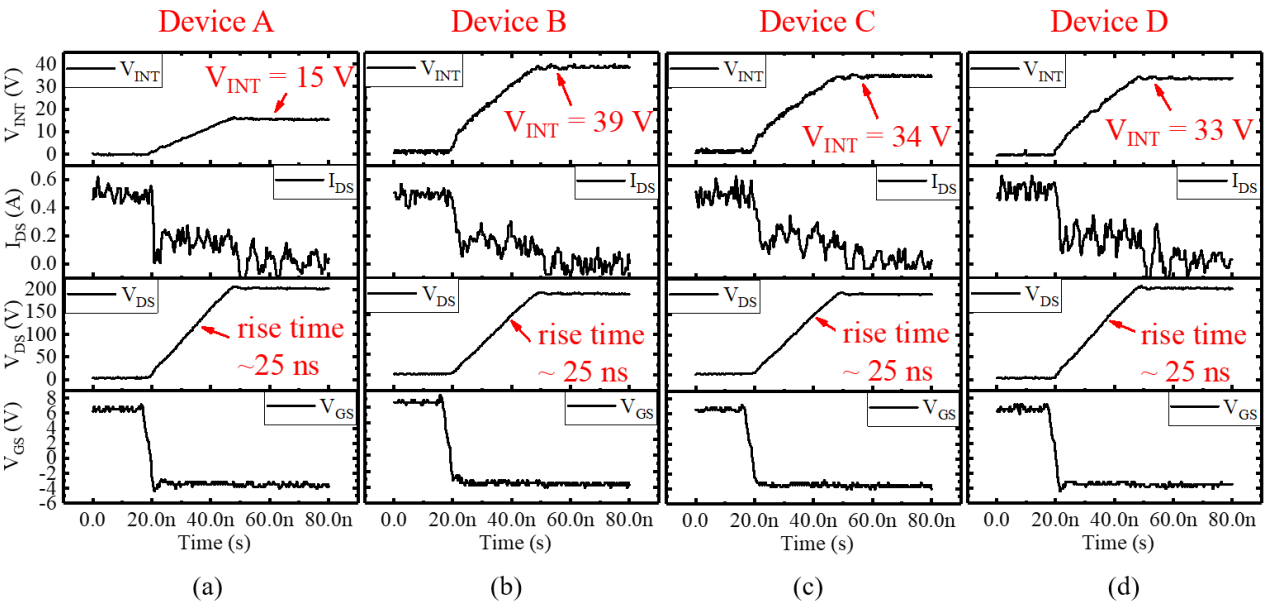 Device A Device B Device C Device D
V_INT (V)
40
30
20
10
0
V_INT
V_INT = 15 V
V_INT
V_INT = 39 V
V_INT
V_INT = 34 V
V_INT
V_INT = 33 V
I_DS (A)
0.6
0.4
0.2
0.0
I_DS
I_DS
I_DS
I_DS
V_DS (V)
200
150
100
50
0
V_DS
rise time
~25 ns
V_DS
rise time
~ 25 ns
V_DS
rise time
~ 25 ns
V_DS
rise time
~ 25 ns
V_GS (V)
8
6
4
2
0
-2
-4
6
V_GS
V_GS
V_GS
V_GS
0.0 20.0n 40.0n 60.0n 80.0n
Time (s)
0.0 20.0n 40.0n 60.0n 80.0n
Time (s)
0.0 20.0n 40.0n 60.0n 80.0n
Time (s)
0.0 20.0n 40.0n 60.0n 80.0n
Time (s)
(a) (b) (c) (d)